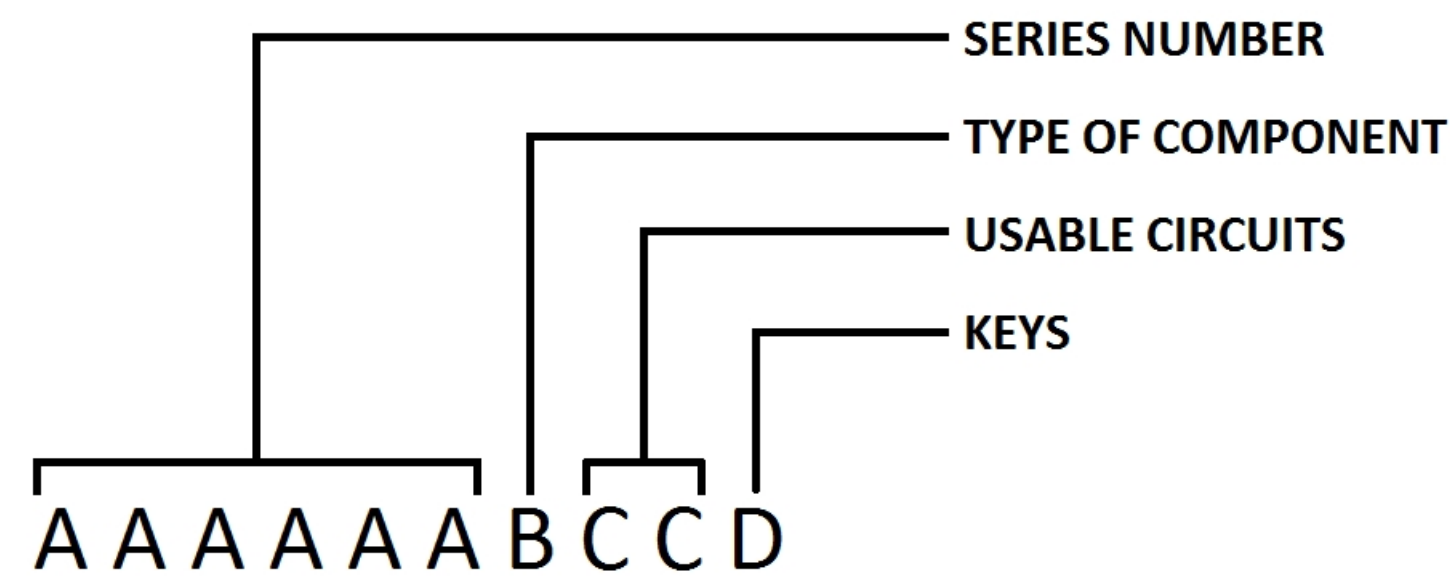 SERIES NUMBER
TYPE OF COMPONENT
USABLE CIRCUITS
KEYS
A A A A A A B C C D